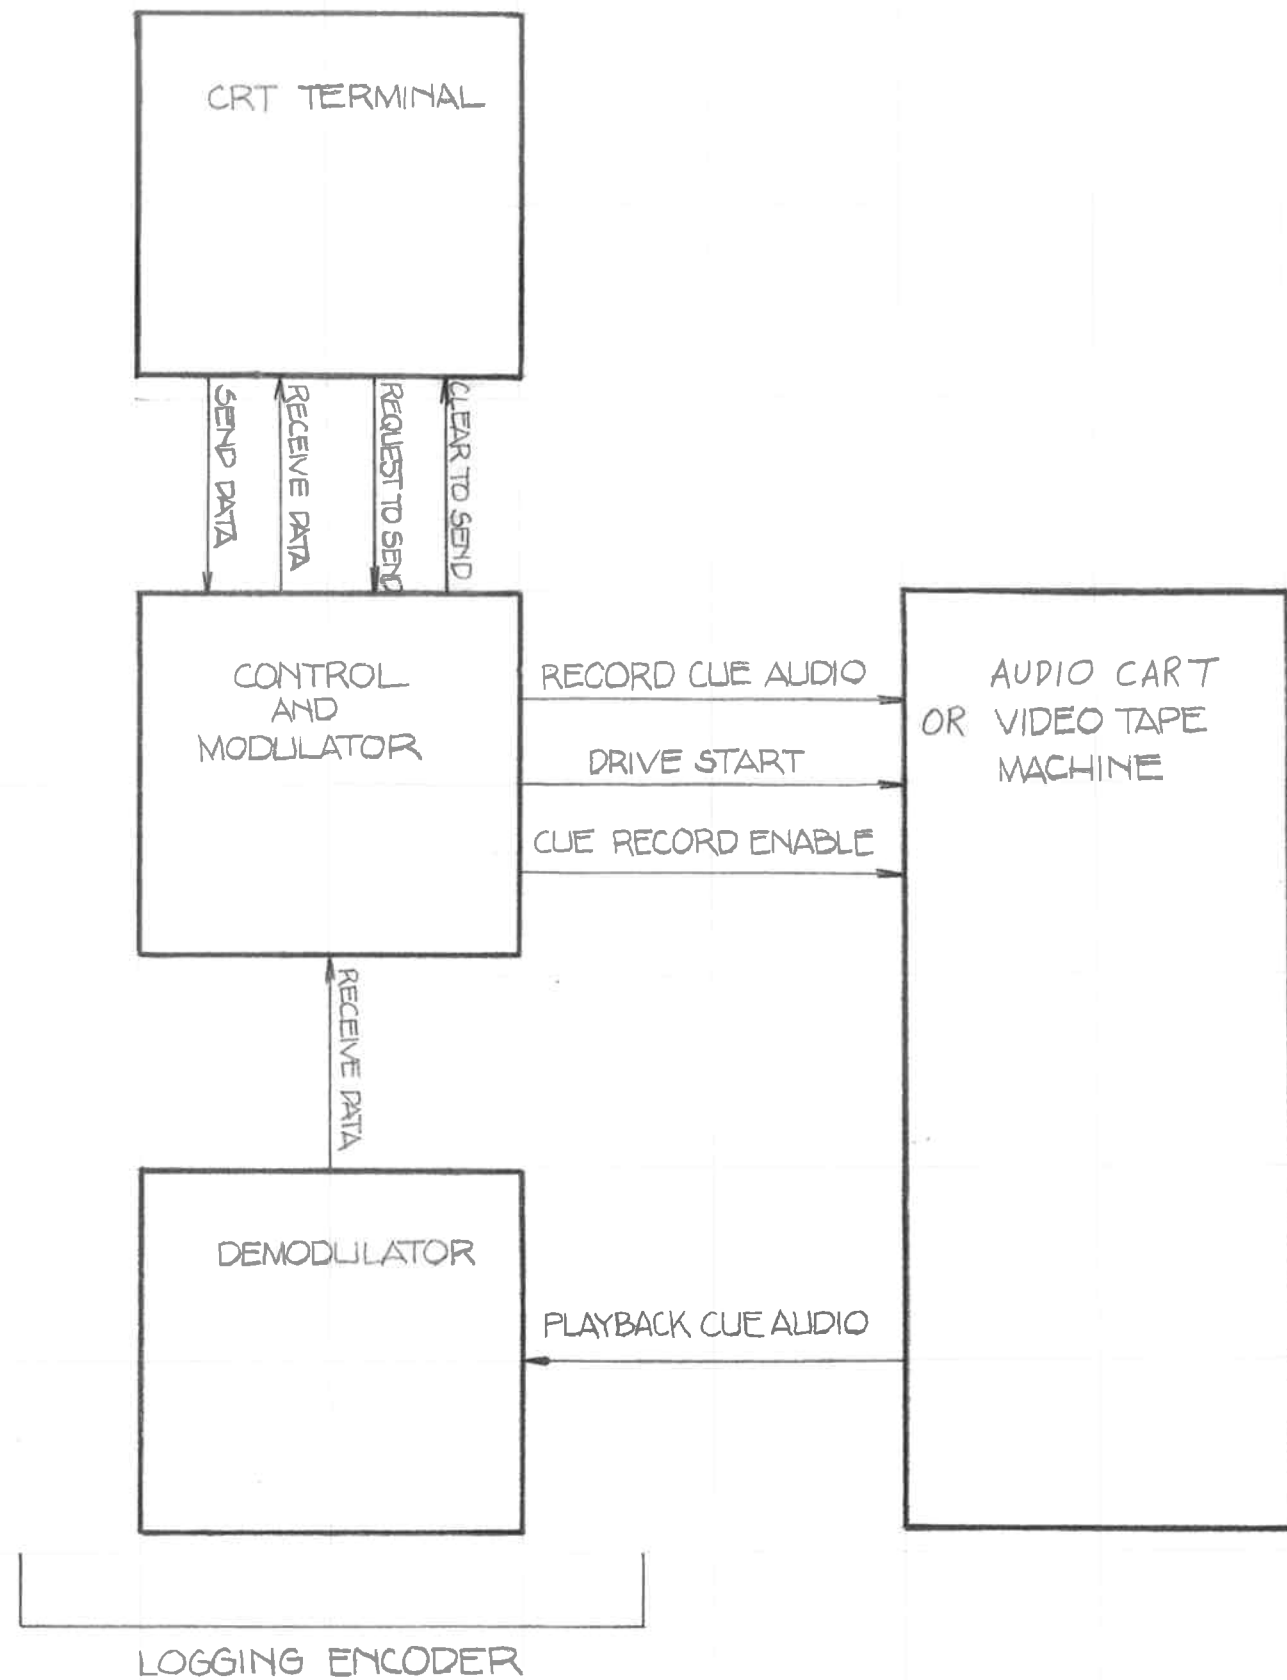 CRT TERMINAL
SEND DATA
RECEIVE DATA
REQUEST TO SEND
CLEAR TO SEND
CONTROL
AND
MODULATOR
RECORD CUE AUDIO
DRIVE START
CUE RECORD ENABLE
AUDIO CART
OR VIDEO TAPE
MACHINE
RECEIVE DATA
DEMODULATOR
PLAYBACK CUE AUDIO
LOGGING ENCODER